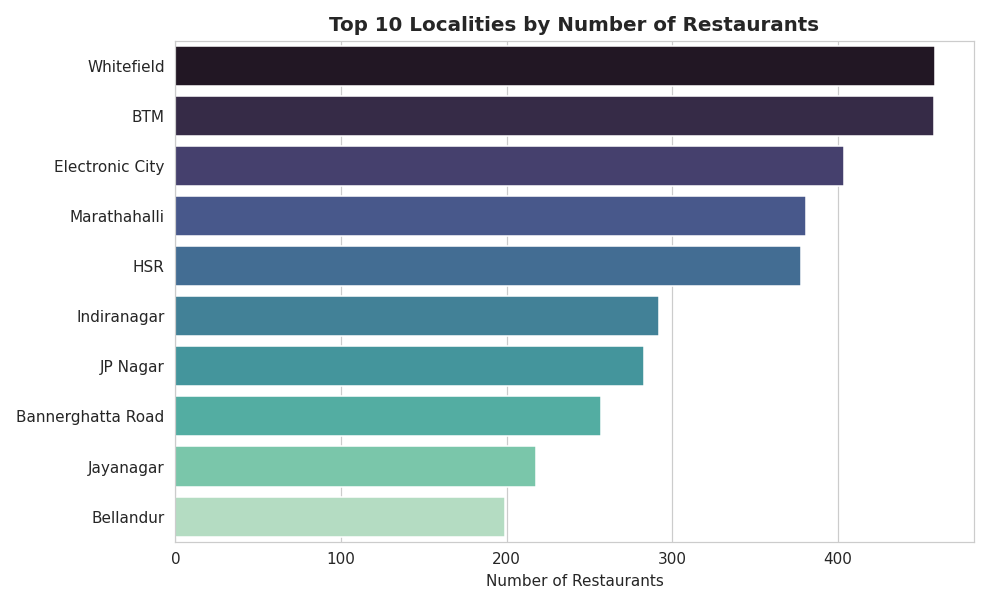 Top 10 Localities by Number of Restaurants
Whitefield
BTM
Electronic City
Marathahalli
HSR
Indiranagar
JP Nagar
Bannerghatta Road
Jayanagar
Bellandur
0 100 200 300 400
Number of Restaurants